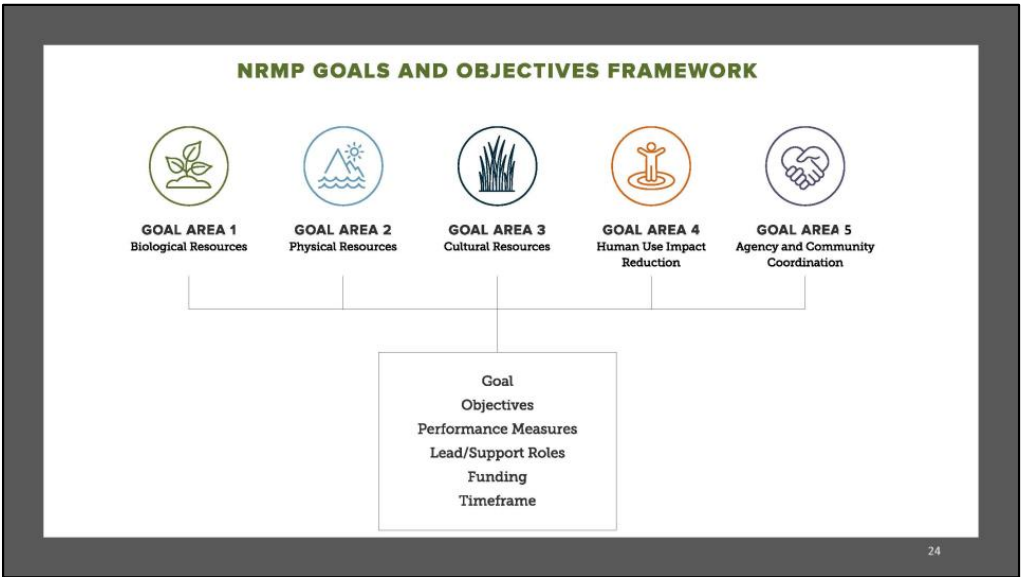 NRMP GOALS AND OBJECTIVES FRAMEWORK
GOAL AREA 1
Biological Resources
GOAL AREA 2
Physical Resources
GOAL AREA 3
Cultural Resources
GOAL AREA 4
Human Use Impact
Reduction
GOAL AREA 5
Agency and Community
Coordination
Goal
Objectives
Performance Measures
Lead/Support Roles
Funding
Timeframe
24